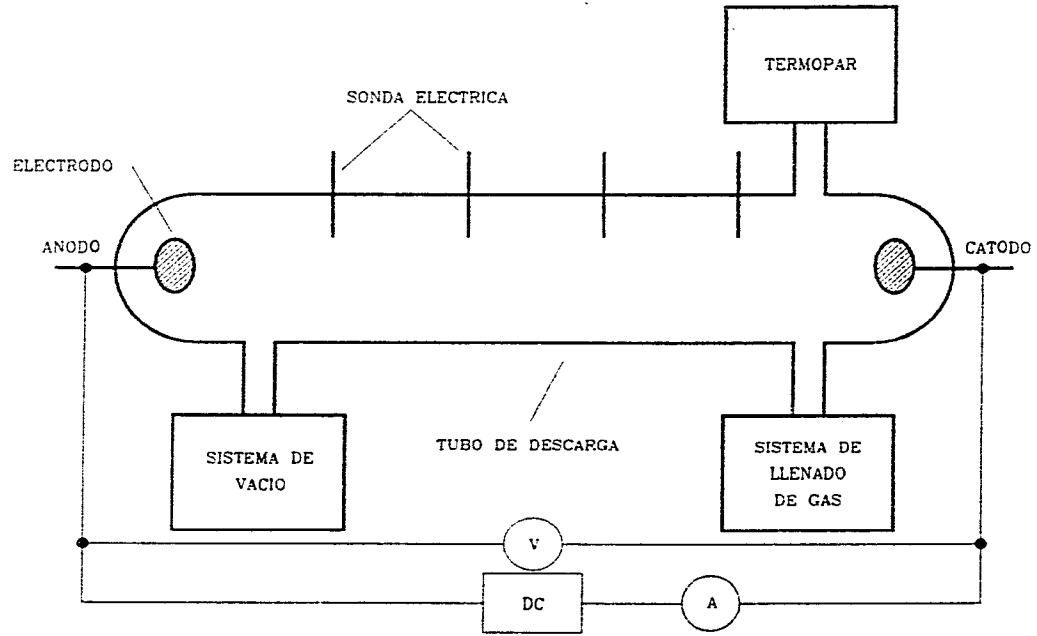 TERMOPAR
SONDA ELECTRICA
ELECTRODO
ANODO
CATODO
TUBO DE DESCARGA
SISTEMA DE
VACIO
SISTEMA DE
LLENADO
DE GAS
V
DC
A